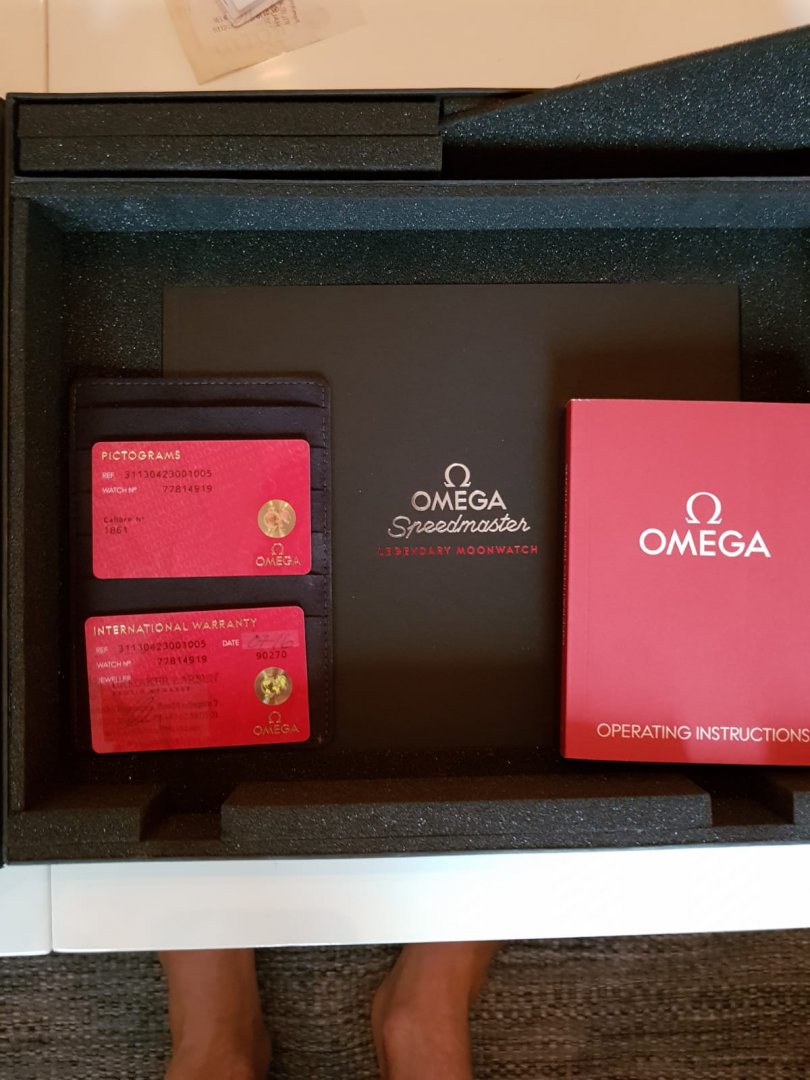 PICTOGRAMS
REF. 31130423001005
WATCH Nº 77814919
Calibre Nº
1861
Ω
OMEGA
INTERNATIONAL WARRANTY
REF. 31130423001005 DATE
WATCH Nº 77814919 90270
JEWELLER
Ω
OMEGA
Ω
OMEGA
Speedmaster
LEGENDARY MOONWATCH
Ω
OMEGA
OPERATING INSTRUCTIONS